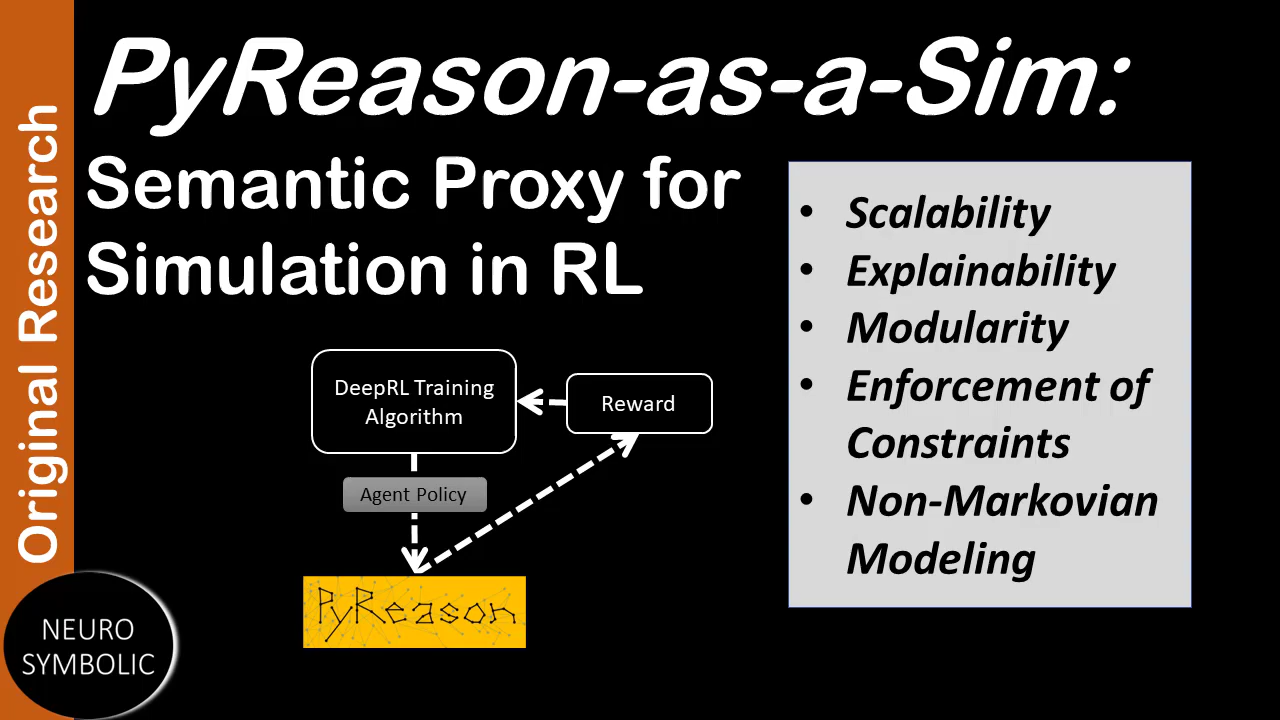 PyReason-as-a-Sim:
Semantic Proxy for
Simulation in RL
Original Research
DeepRL Training
Algorithm
Reward
Agent Policy
PyReason
• Scalability
• Explainability
• Modularity
• Enforcement of
Constraints
• Non-Markovian
Modeling
NEURO
SYMBOLIC